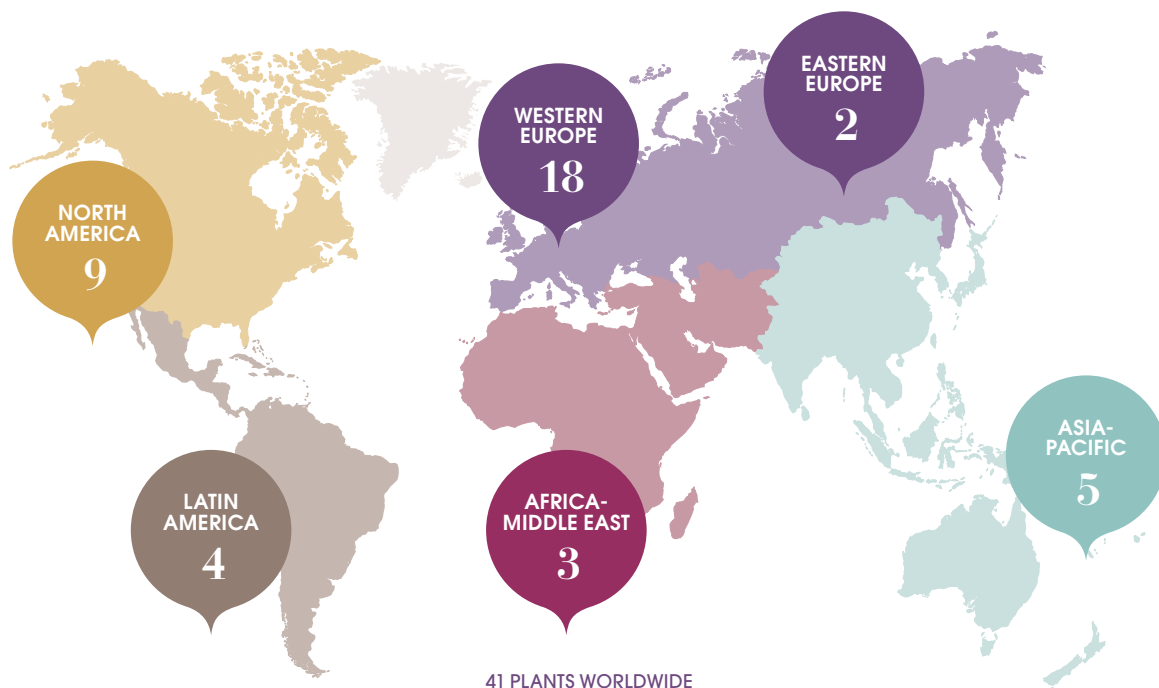 EASTERN
EUROPE
2
WESTERN
EUROPE
18
NORTH
AMERICA
9
ASIA-
PACIFIC
5
LATIN
AMERICA
4
AFRICA-
MIDDLE EAST
3
41 PLANTS WORLDWIDE